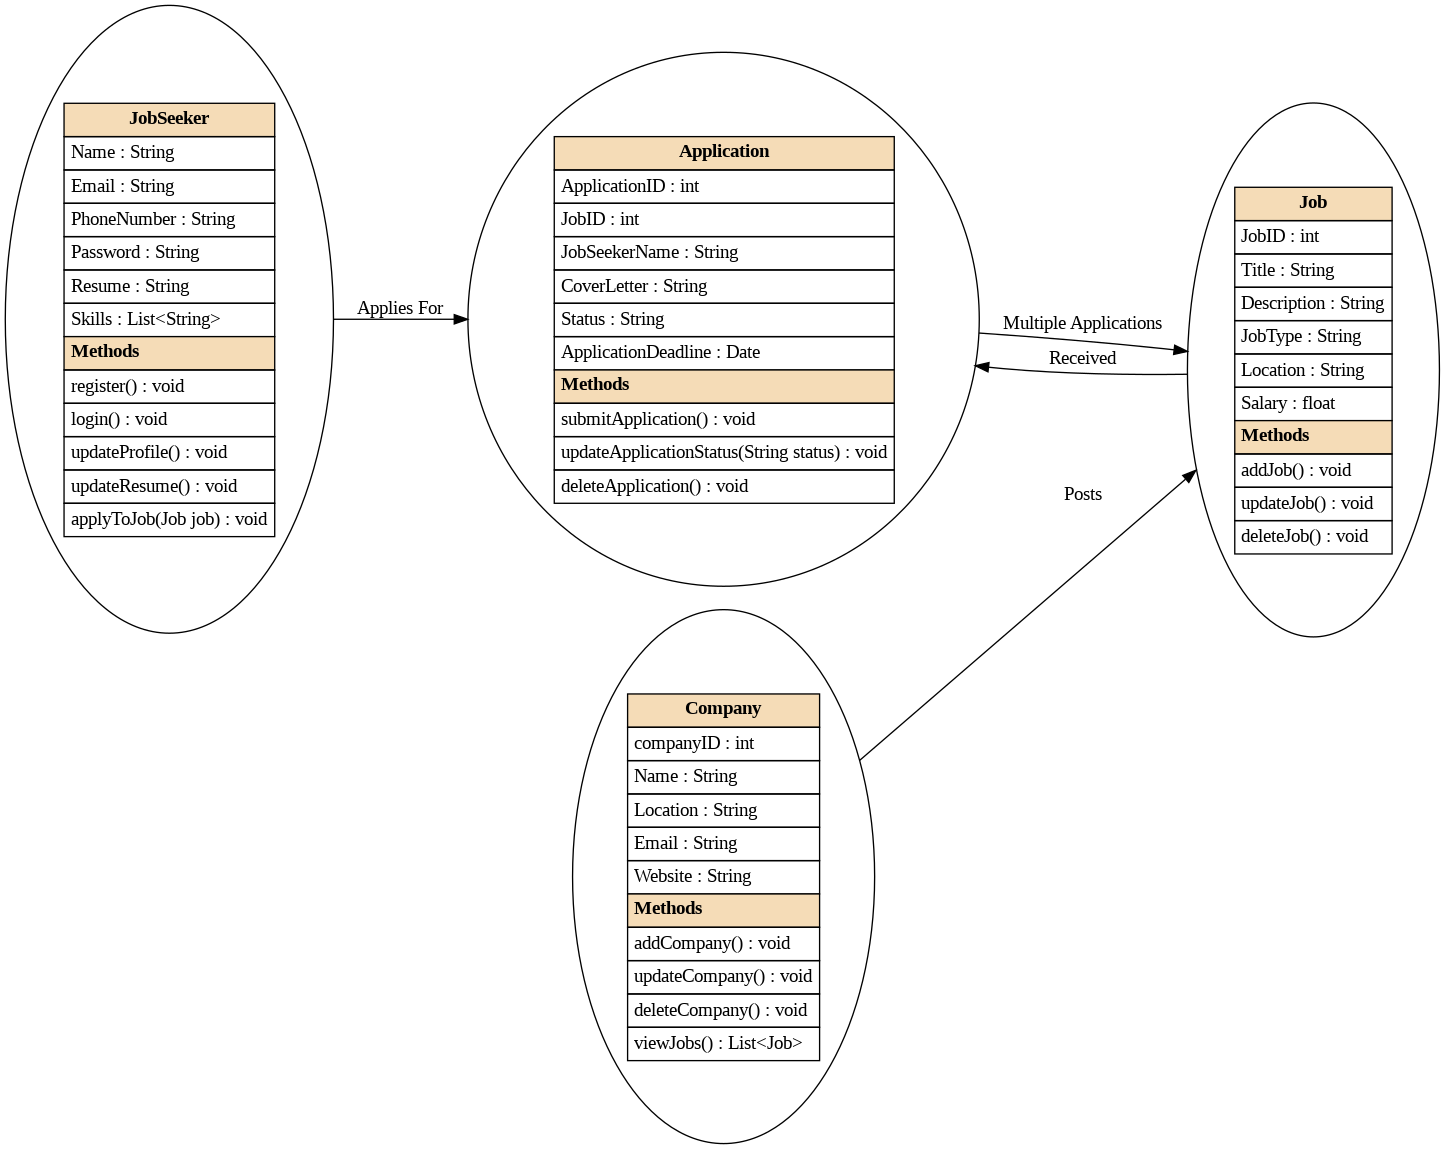 JobSeeker
Name : String
Email : String
PhoneNumber : String
Password : String
Resume : String
Skills : List<String>
Methods
register() : void
login() : void
updateProfile() : void
updateResume() : void
applyToJob(Job job) : void
Applies For
Application
ApplicationID : int
JobID : int
JobSeekerName : String
CoverLetter : String
Status : String
ApplicationDeadline : Date
Methods
submitApplication() : void
updateApplicationStatus(String status) : void
deleteApplication() : void
Multiple Applications
Received
Posts
Job
JobID : int
Title : String
Description : String
JobType : String
Location : String
Salary : float
Methods
addJob() : void
updateJob() : void
deleteJob() : void
Company
companyID : int
Name : String
Location : String
Email : String
Website : String
Methods
addCompany() : void
updateCompany() : void
deleteCompany() : void
viewJobs() : List<Job>